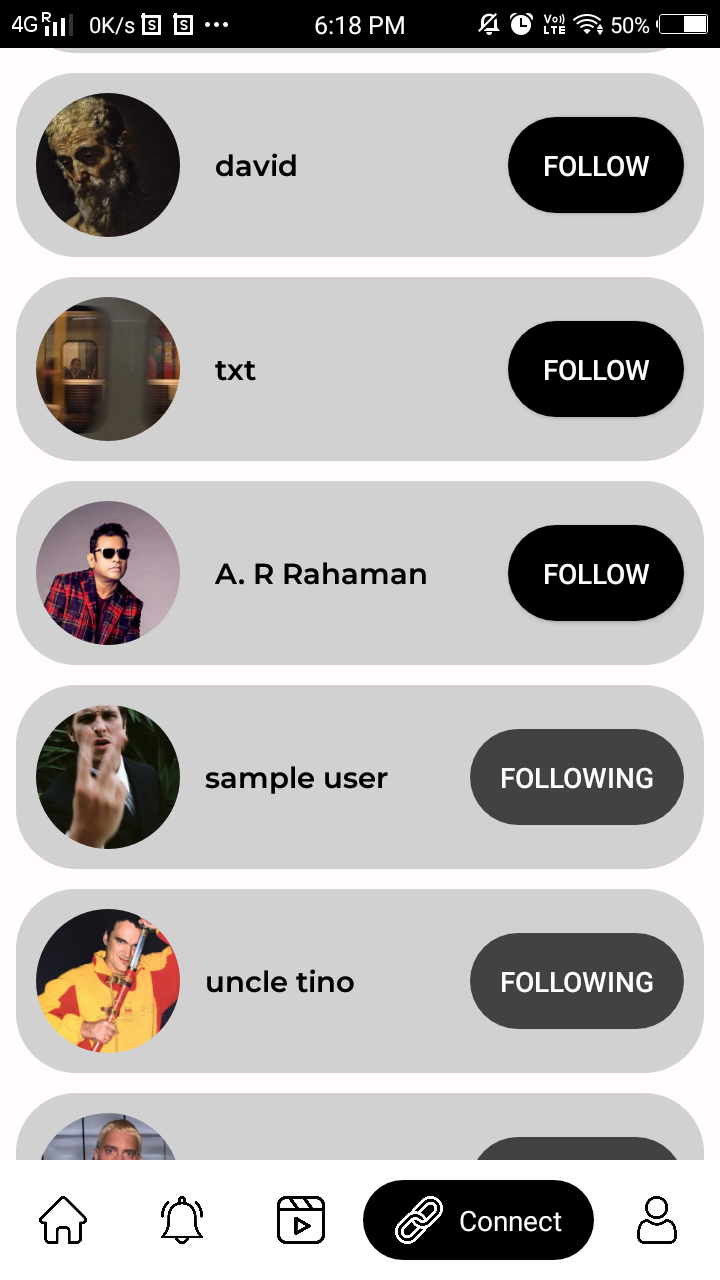 4G R 0K/s S S ••• 6:18 PM Vo) LTE 50%
david FOLLOW
txt FOLLOW
A. R Rahaman FOLLOW
sample user FOLLOWING
uncle tino FOLLOWING
Connect